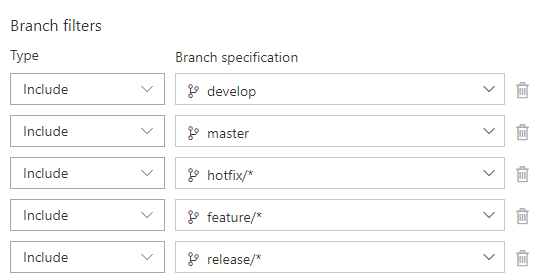 Branch filters
Type Branch specification
Include develop
Include master
Include hotfix/*
Include feature/*
Include release/*